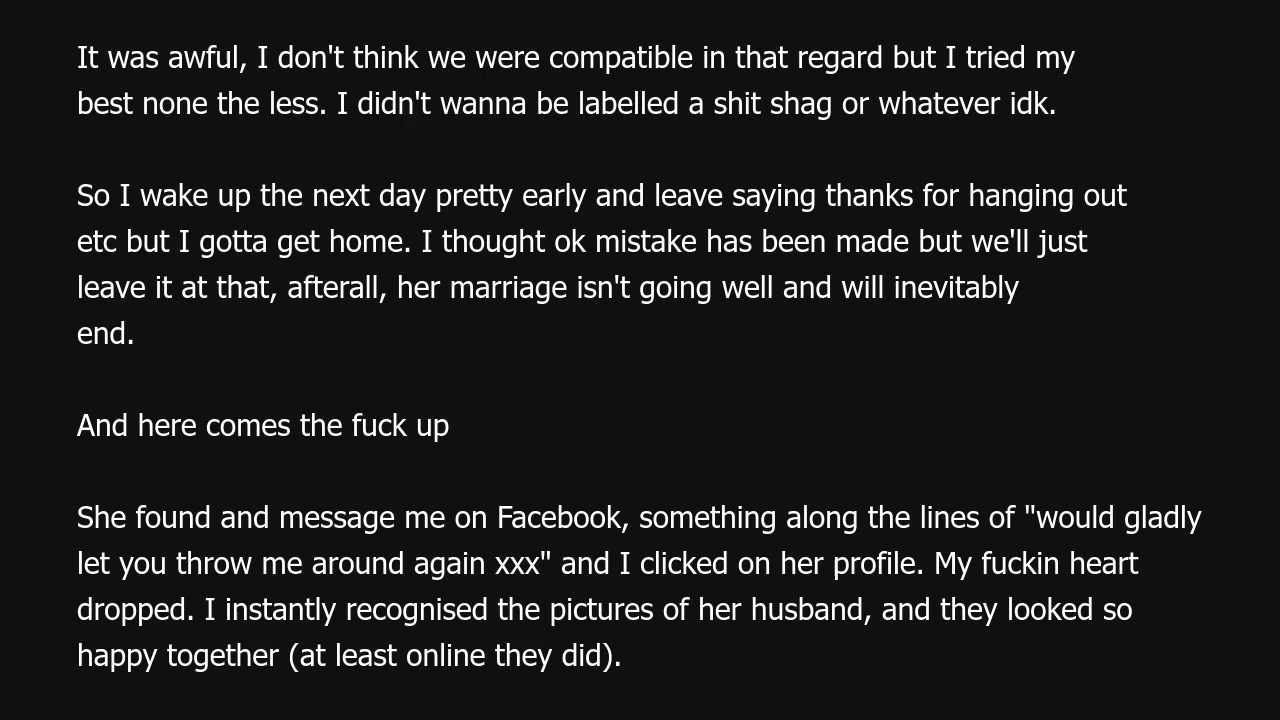 It was awful, I don't think we were compatible in that regard but I tried my
best none the less. I didn't wanna be labelled a shit shag or whatever idk.
So I wake up the next day pretty early and leave saying thanks for hanging out
etc but I gotta get home. I thought ok mistake has been made but we'll just
leave it at that, afterall, her marriage isn't going well and will inevitably
end.
And here comes the fuck up
She found and message me on Facebook, something along the lines of "would gladly
let you throw me around again xxx" and I clicked on her profile. My fuckin heart
dropped. I instantly recognised the pictures of her husband, and they looked so
happy together (at least online they did).